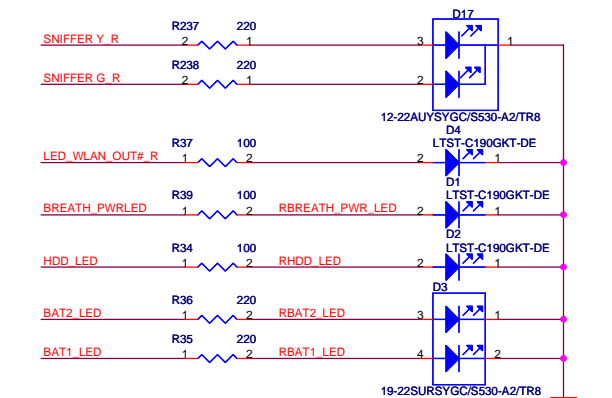 D17
R237 220
SNIFFER Y_R 2 1 3 1
R238 220
SNIFFER G_R 2 1 2
12-22AUYSYGC/S530-A2/TR8
D4
R37 100 LTST-C190GKT-DE
LED_WLAN_OUT#_R 1 2 2 1
D1
R39 100 LTST-C190GKT-DE
BREATH_PWRLED 1 2 RBREATH_PWR_LED 2 1
D2
R34 100 LTST-C190GKT-DE
HDD_LED 1 2 RHDD_LED 2 1
D3
R36 220
BAT2_LED 1 2 RBAT2_LED 3 1
R35 220
BAT1_LED 1 2 RBAT1_LED 4 2
19-22SURSYGC/S530-A2/TR8